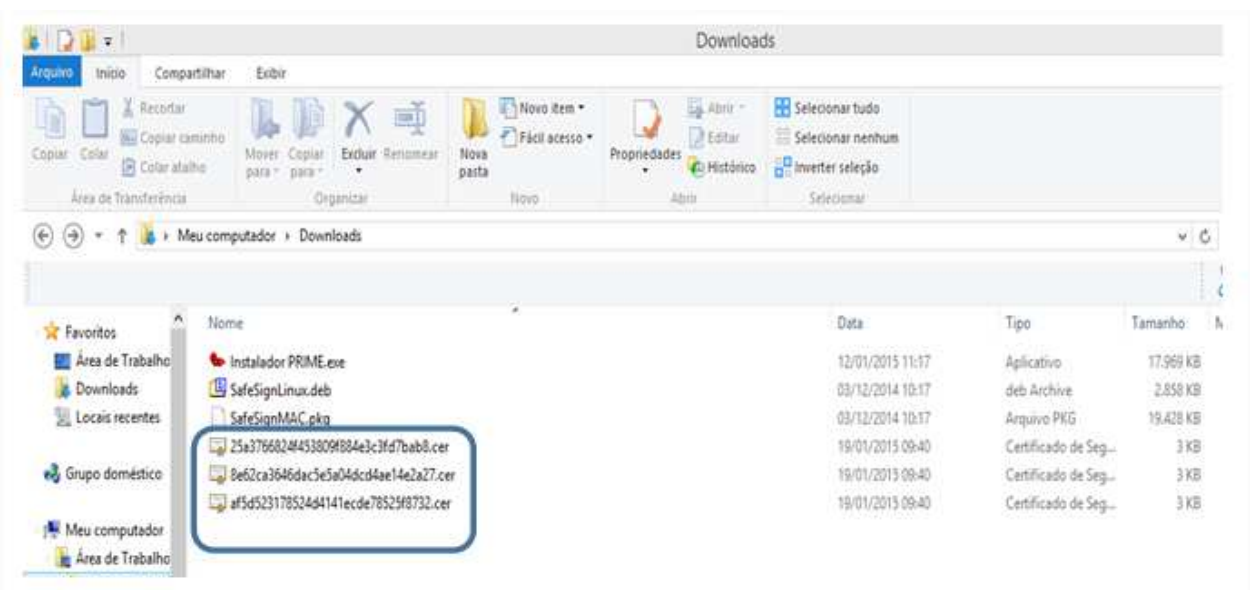 Downloads
Arquivo Início Compartilhar Exibir
Copiar
Colar
Recortar
Copiar caminho
Colar atalho
Área de Transferência
Mover para
Copiar para
Excluir
Renomear
Organizar
Nova pasta
Novo item
Fácil acesso
Novo
Propriedades
Abrir
Editar
Histórico
Abrir
Selecionar tudo
Selecionar nenhum
Inverter seleção
Selecionar
Meu computador Downloads
Favoritos
Área de Trabalho
Downloads
Locais recentes
Grupo doméstico
Meu computador
Área de Trabalho
Nome Data Tipo Tamanho
Instalador PRIME.exe 12/01/2015 11:17 Aplicativo 17.969 KB
SafeSignLinux.deb 03/12/2014 10:17 deb Archive 2.858 KB
SafeSignMAC.pkg 03/12/2014 10:17 Arquivo PKG 19.428 KB
25a3766824f453809f884e3c3fd7bab8.cer 19/01/2015 09:40 Certificado de Seg... 3 KB
8e62ca3646dac5e5a04dcd4ae14e2a27.cer 19/01/2015 09:40 Certificado de Seg... 3 KB
af5d523178524d4141ecde78525f8732.cer 19/01/2015 09:40 Certificado de Seg... 3 KB